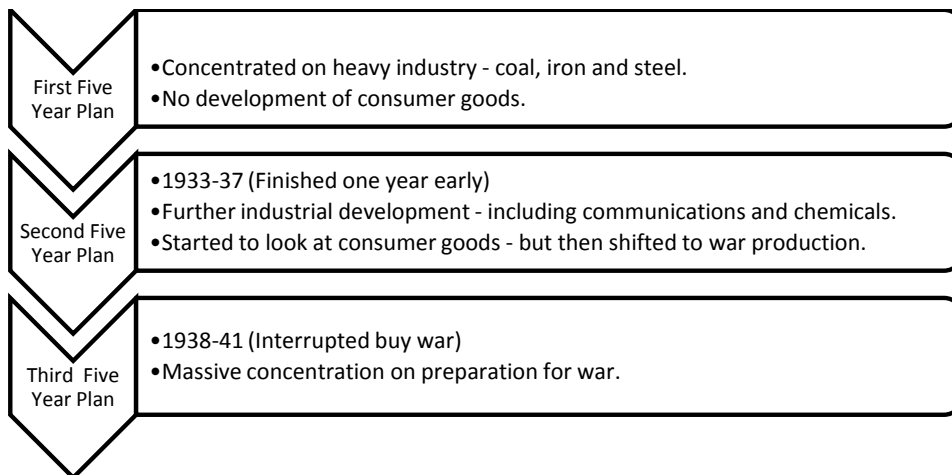 First Five
Year Plan
•Concentrated on heavy industry - coal, iron and steel.
•No development of consumer goods.
Second Five
Year Plan
•1933-37 (Finished one year early)
•Further industrial development - including communications and chemicals.
•Started to look at consumer goods - but then shifted to war production.
Third Five
Year Plan
•1938-41 (Interrupted buy war)
•Massive concentration on preparation for war.